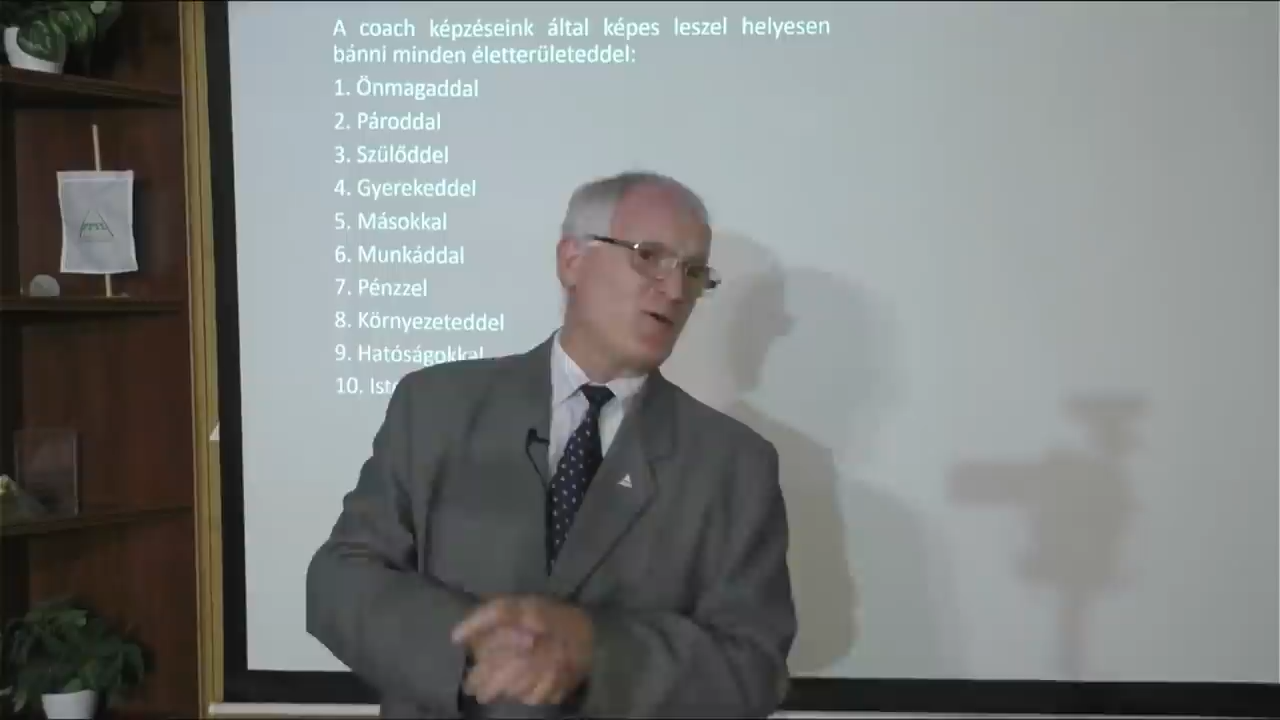 A coach képzéseink által képes leszel helyesen
bánni minden életterületeddel:
1. Önmagaddal
2. Pároddal
3. Szülőddel
4. Gyerekeddel
5. Másokkal
6. Munkáddal
7. Pénzzel
8. Környezeteddel
9. Hatóságokkal
10.